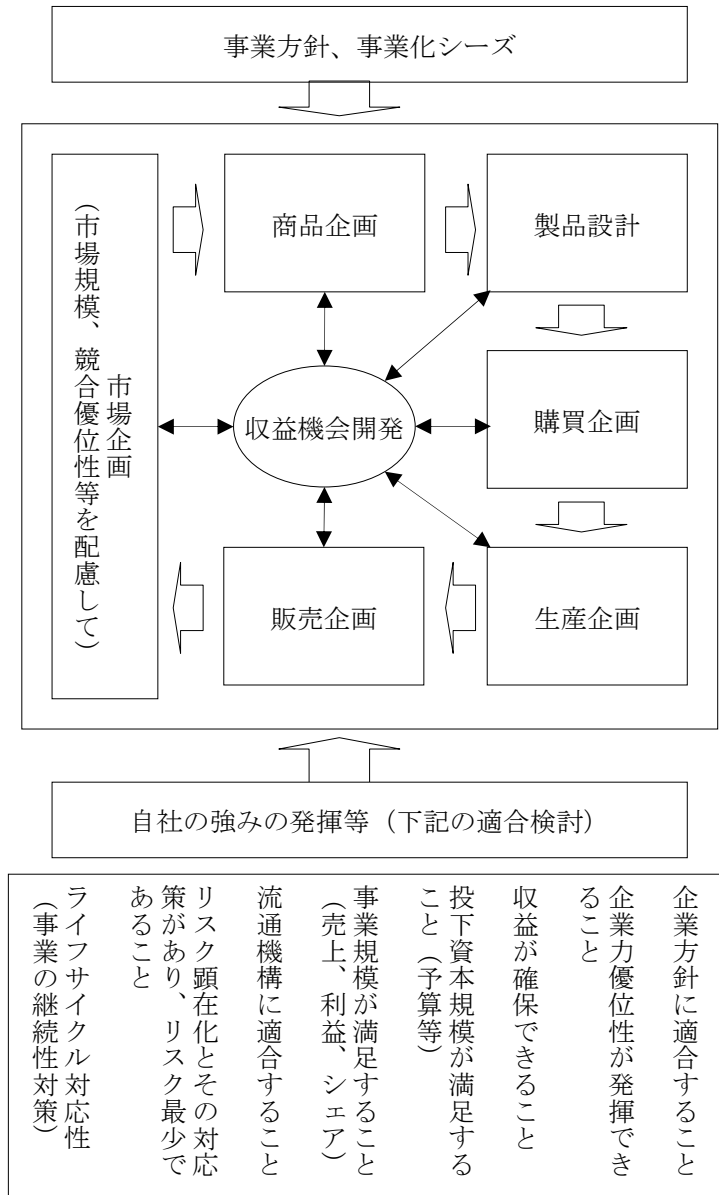 事業方針、事業化シーズ
市場企画
（市場規模、競合優位性等を配慮して）
商品企画
製品設計
収益機会開発
購買企画
販売企画
生産企画
自社の強みの発揮等（下記の適合検討）
企業方針に適合すること
企業力優位性が発揮でき
ること
収益が確保できること
投下資本規模が満足する
こと（予算等）
事業規模が満足すること
（売上、利益、シェア）
流通機構に適合すること
リスク顕在化とその対応
策があり、リスク最少で
あること
ライフサイクル対応性
（事業の継続性対策）